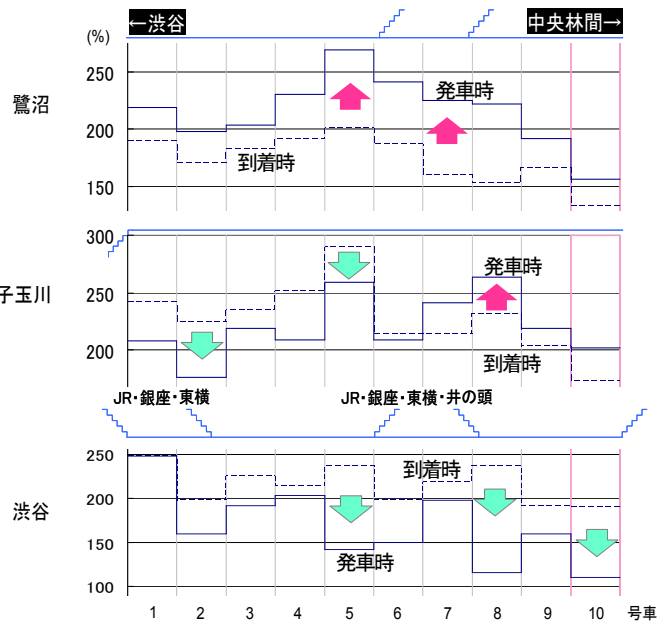 ←渋谷 中央林間→
(%)
250
200
150
鷺沼
発車時
到着時
300
250
200
子玉川
発車時
到着時
JR・銀座・東横 JR・銀座・東横・井の頭
250
200
150
100
渋谷
到着時
発車時
1 2 3 4 5 6 7 8 9 10 号車